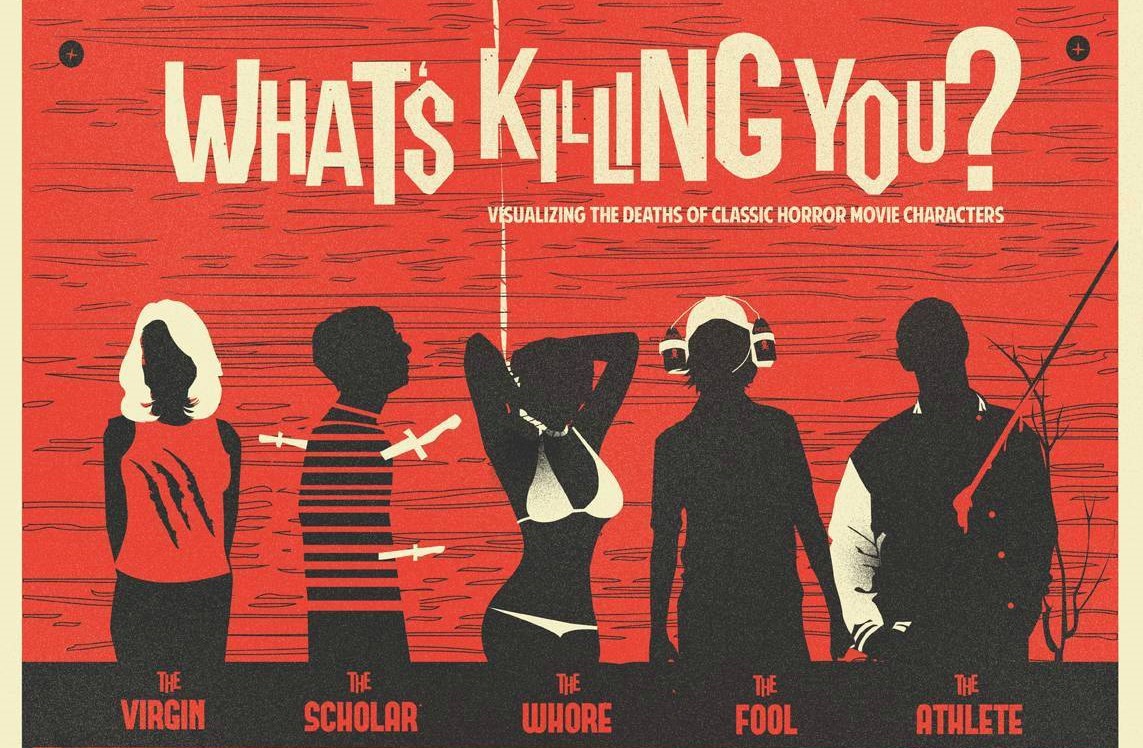 WHAT'S KILLING YOU?
VISUALIZING THE DEATHS OF CLASSIC HORROR MOVIE CHARACTERS
THE VIRGIN
THE SCHOLAR
THE WHORE
THE FOOL
THE ATHLETE